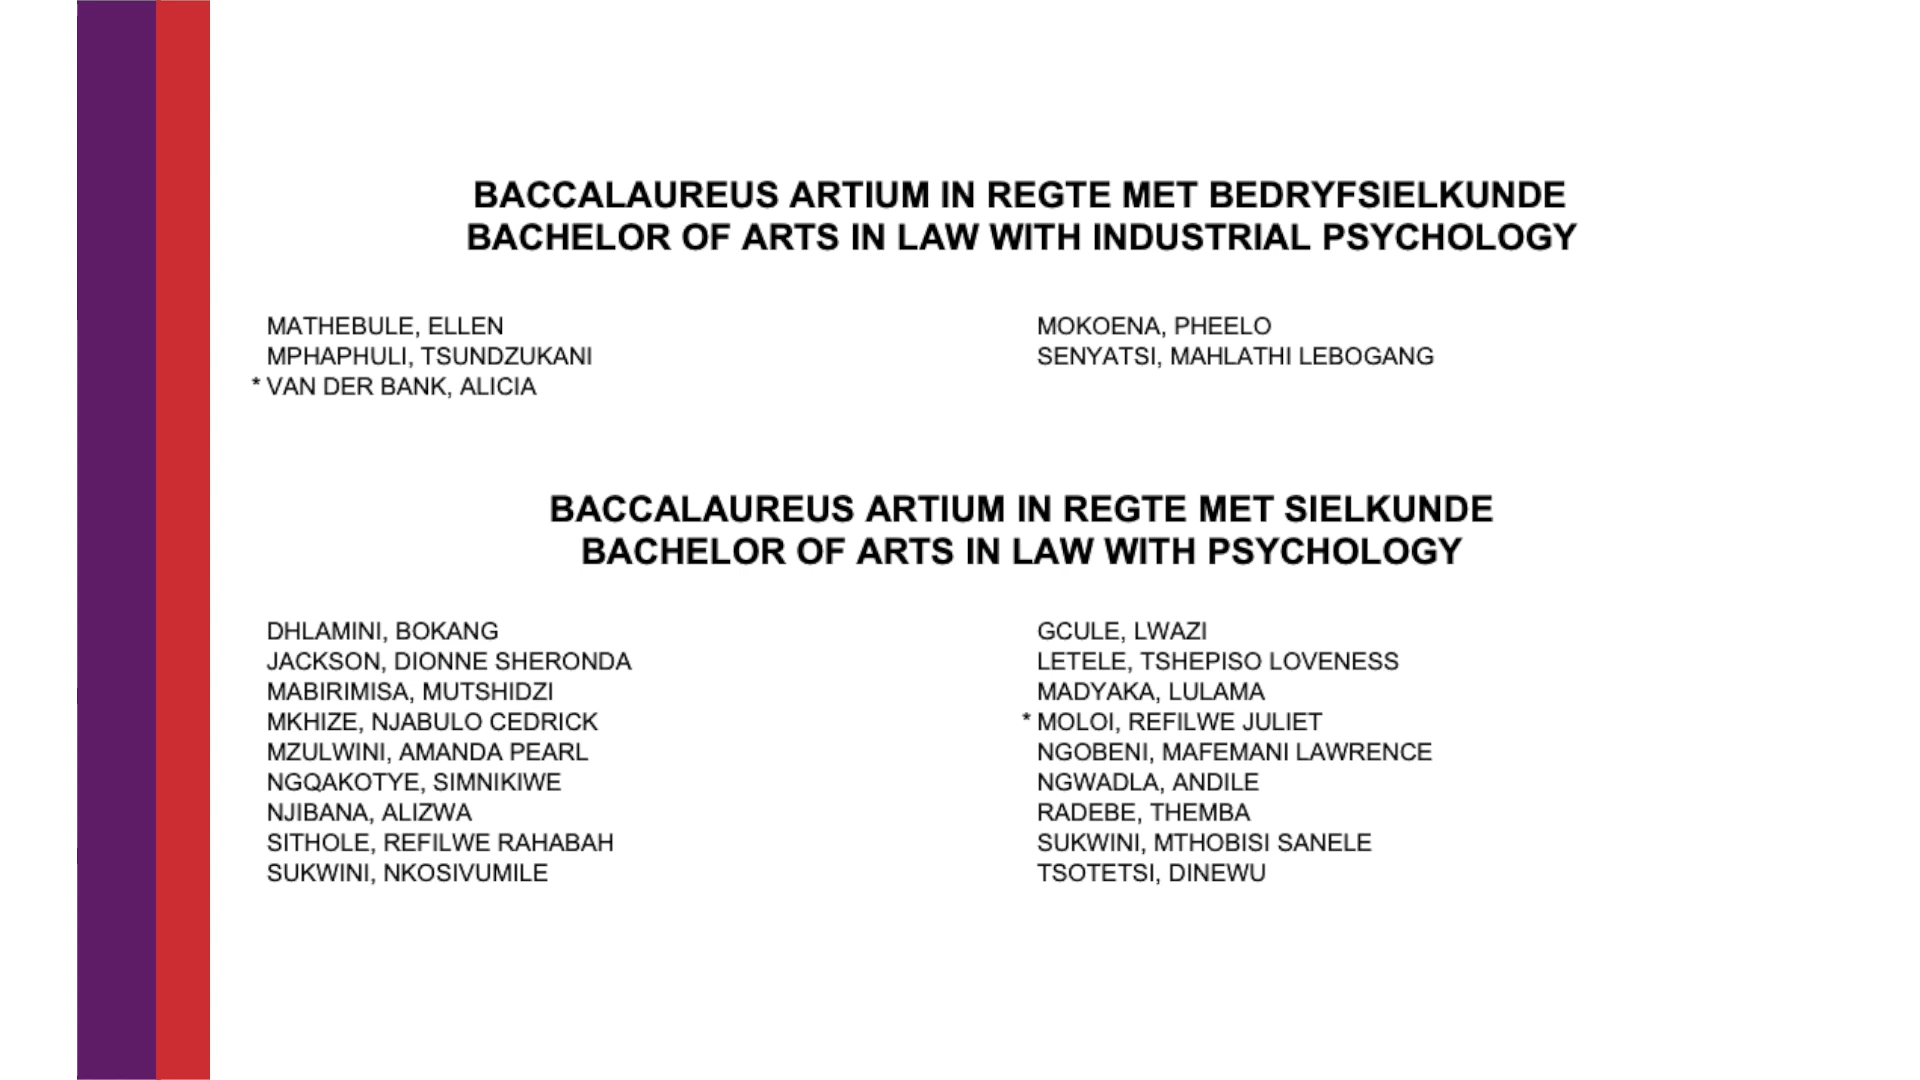 BACCALAUREUS ARTIUM IN REGTE MET BEDRYFSIELKUNDE
BACHELOR OF ARTS IN LAW WITH INDUSTRIAL PSYCHOLOGY
MATHEBULE, ELLEN
MOKOENA, PHEELO
MPHAPHULI, TSUNDZUKANI
SENYATSI, MAHLATHI LEBOGANG
* VAN DER BANK, ALICIA
BACCALAUREUS ARTIUM IN REGTE MET SIELKUNDE
BACHELOR OF ARTS IN LAW WITH PSYCHOLOGY
DHLAMINI, BOKANG
GCULE, LWAZI
JACKSON, DIONNE SHERONDA
LETELE, TSHEPISO LOVENESS
MABIRIMISA, MUTSHIDZI
MADYAKA, LULAMA
MKHIZE, NJABULO CEDRICK
* MOLOI, REFILWE JULIET
MZULWINI, AMANDA PEARL
NGOBENI, MAFEMANI LAWRENCE
NGQAKOTYE, SIMNIKIWE
NGWADLA, ANDILE
NJIBANA, ALIZWA
RADEBE, THEMBA
SITHOLE, REFILWE RAHABAH
SUKWINI, MTHOBISI SANELE
SUKWINI, NKOSIVUMILE
TSOTETSI, DINEWU